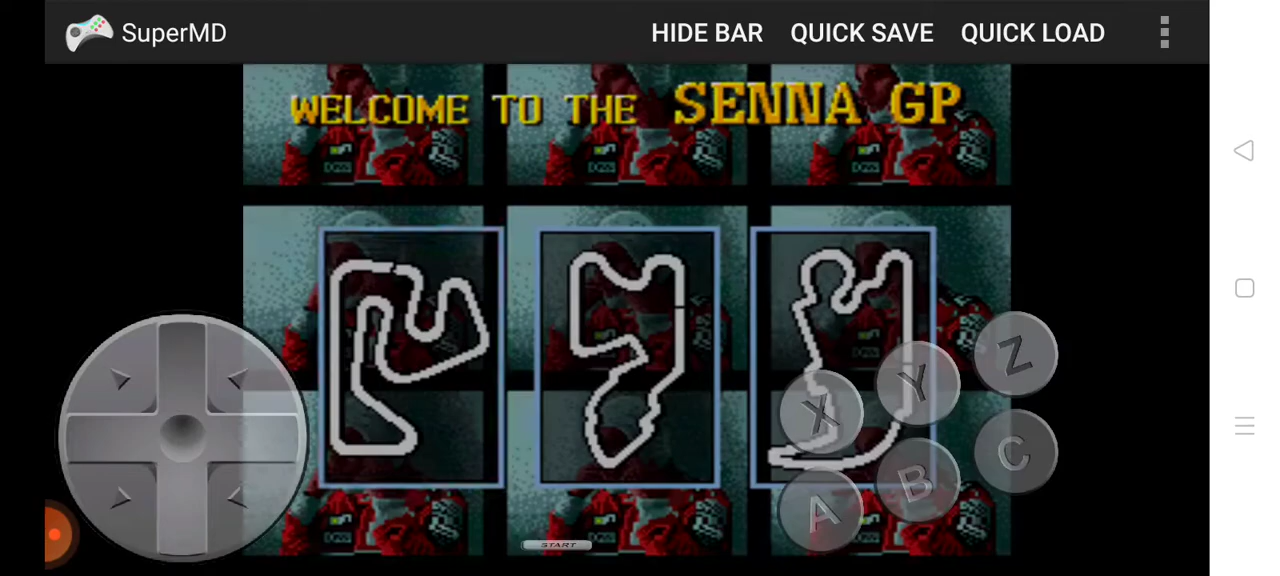 SuperMD
HIDE BAR QUICK SAVE QUICK LOAD
WELCOME TO THE SENNA GP
X Y Z
A B C
START